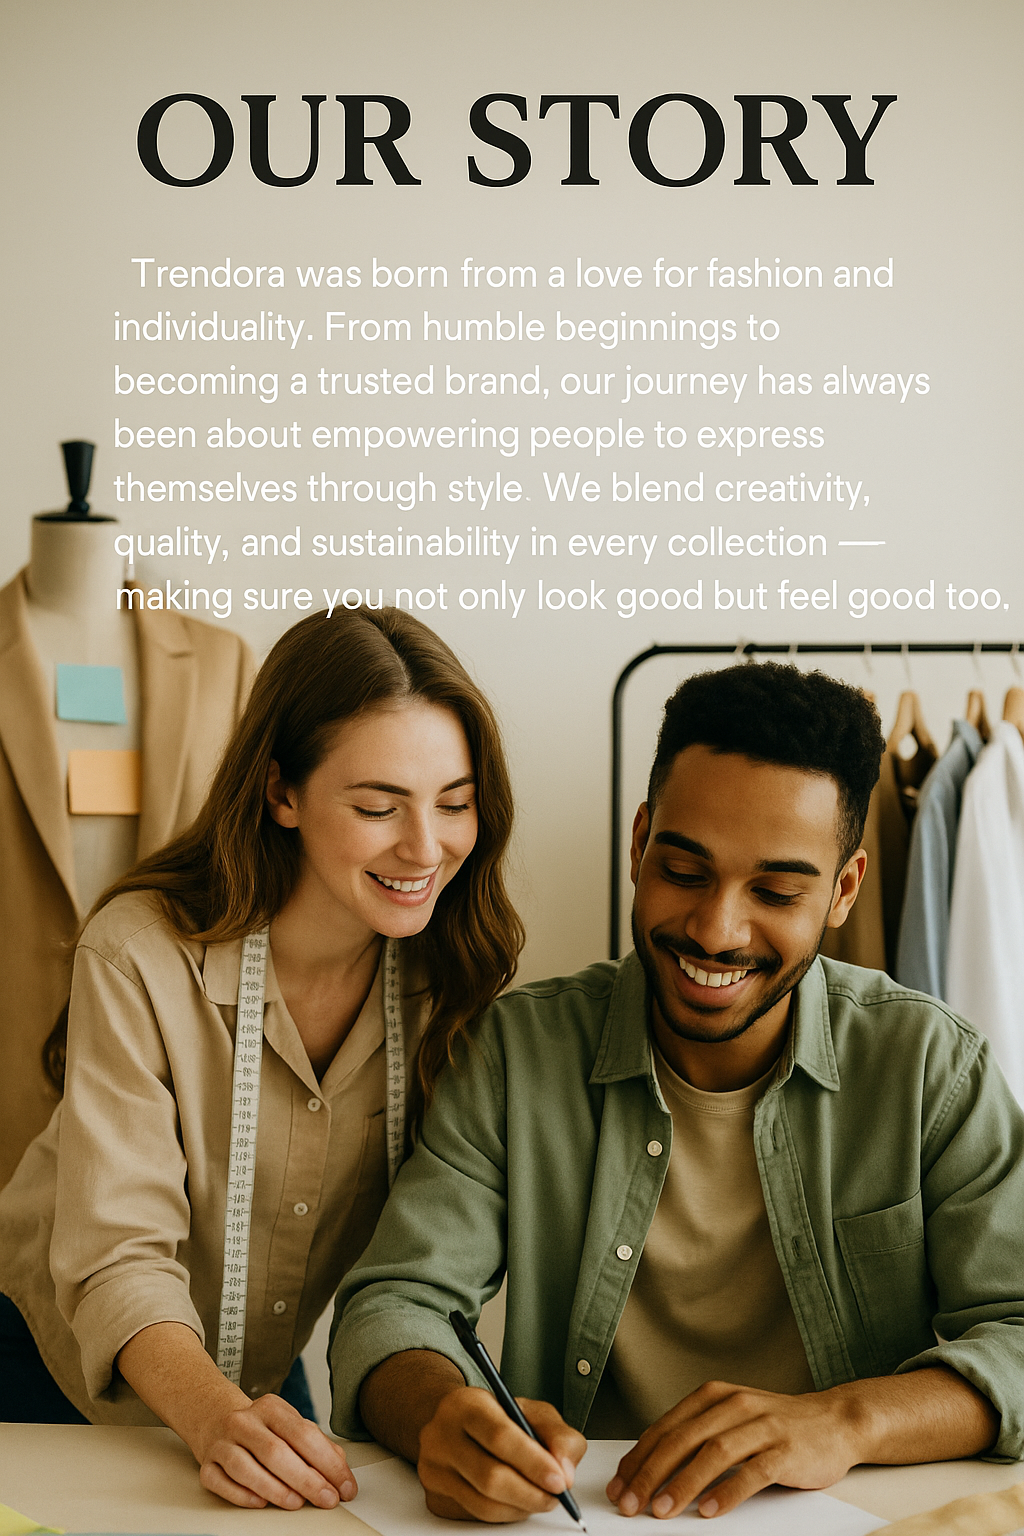 OUR STORY
Trendora was born from a love for fashion and
individuality. From humble beginnings to
becoming a trusted brand, our journey has always
been about empowering people to express
themselves through style. We blend creativity,
quality, and sustainability in every collection —
making sure you not only look good but feel good too.